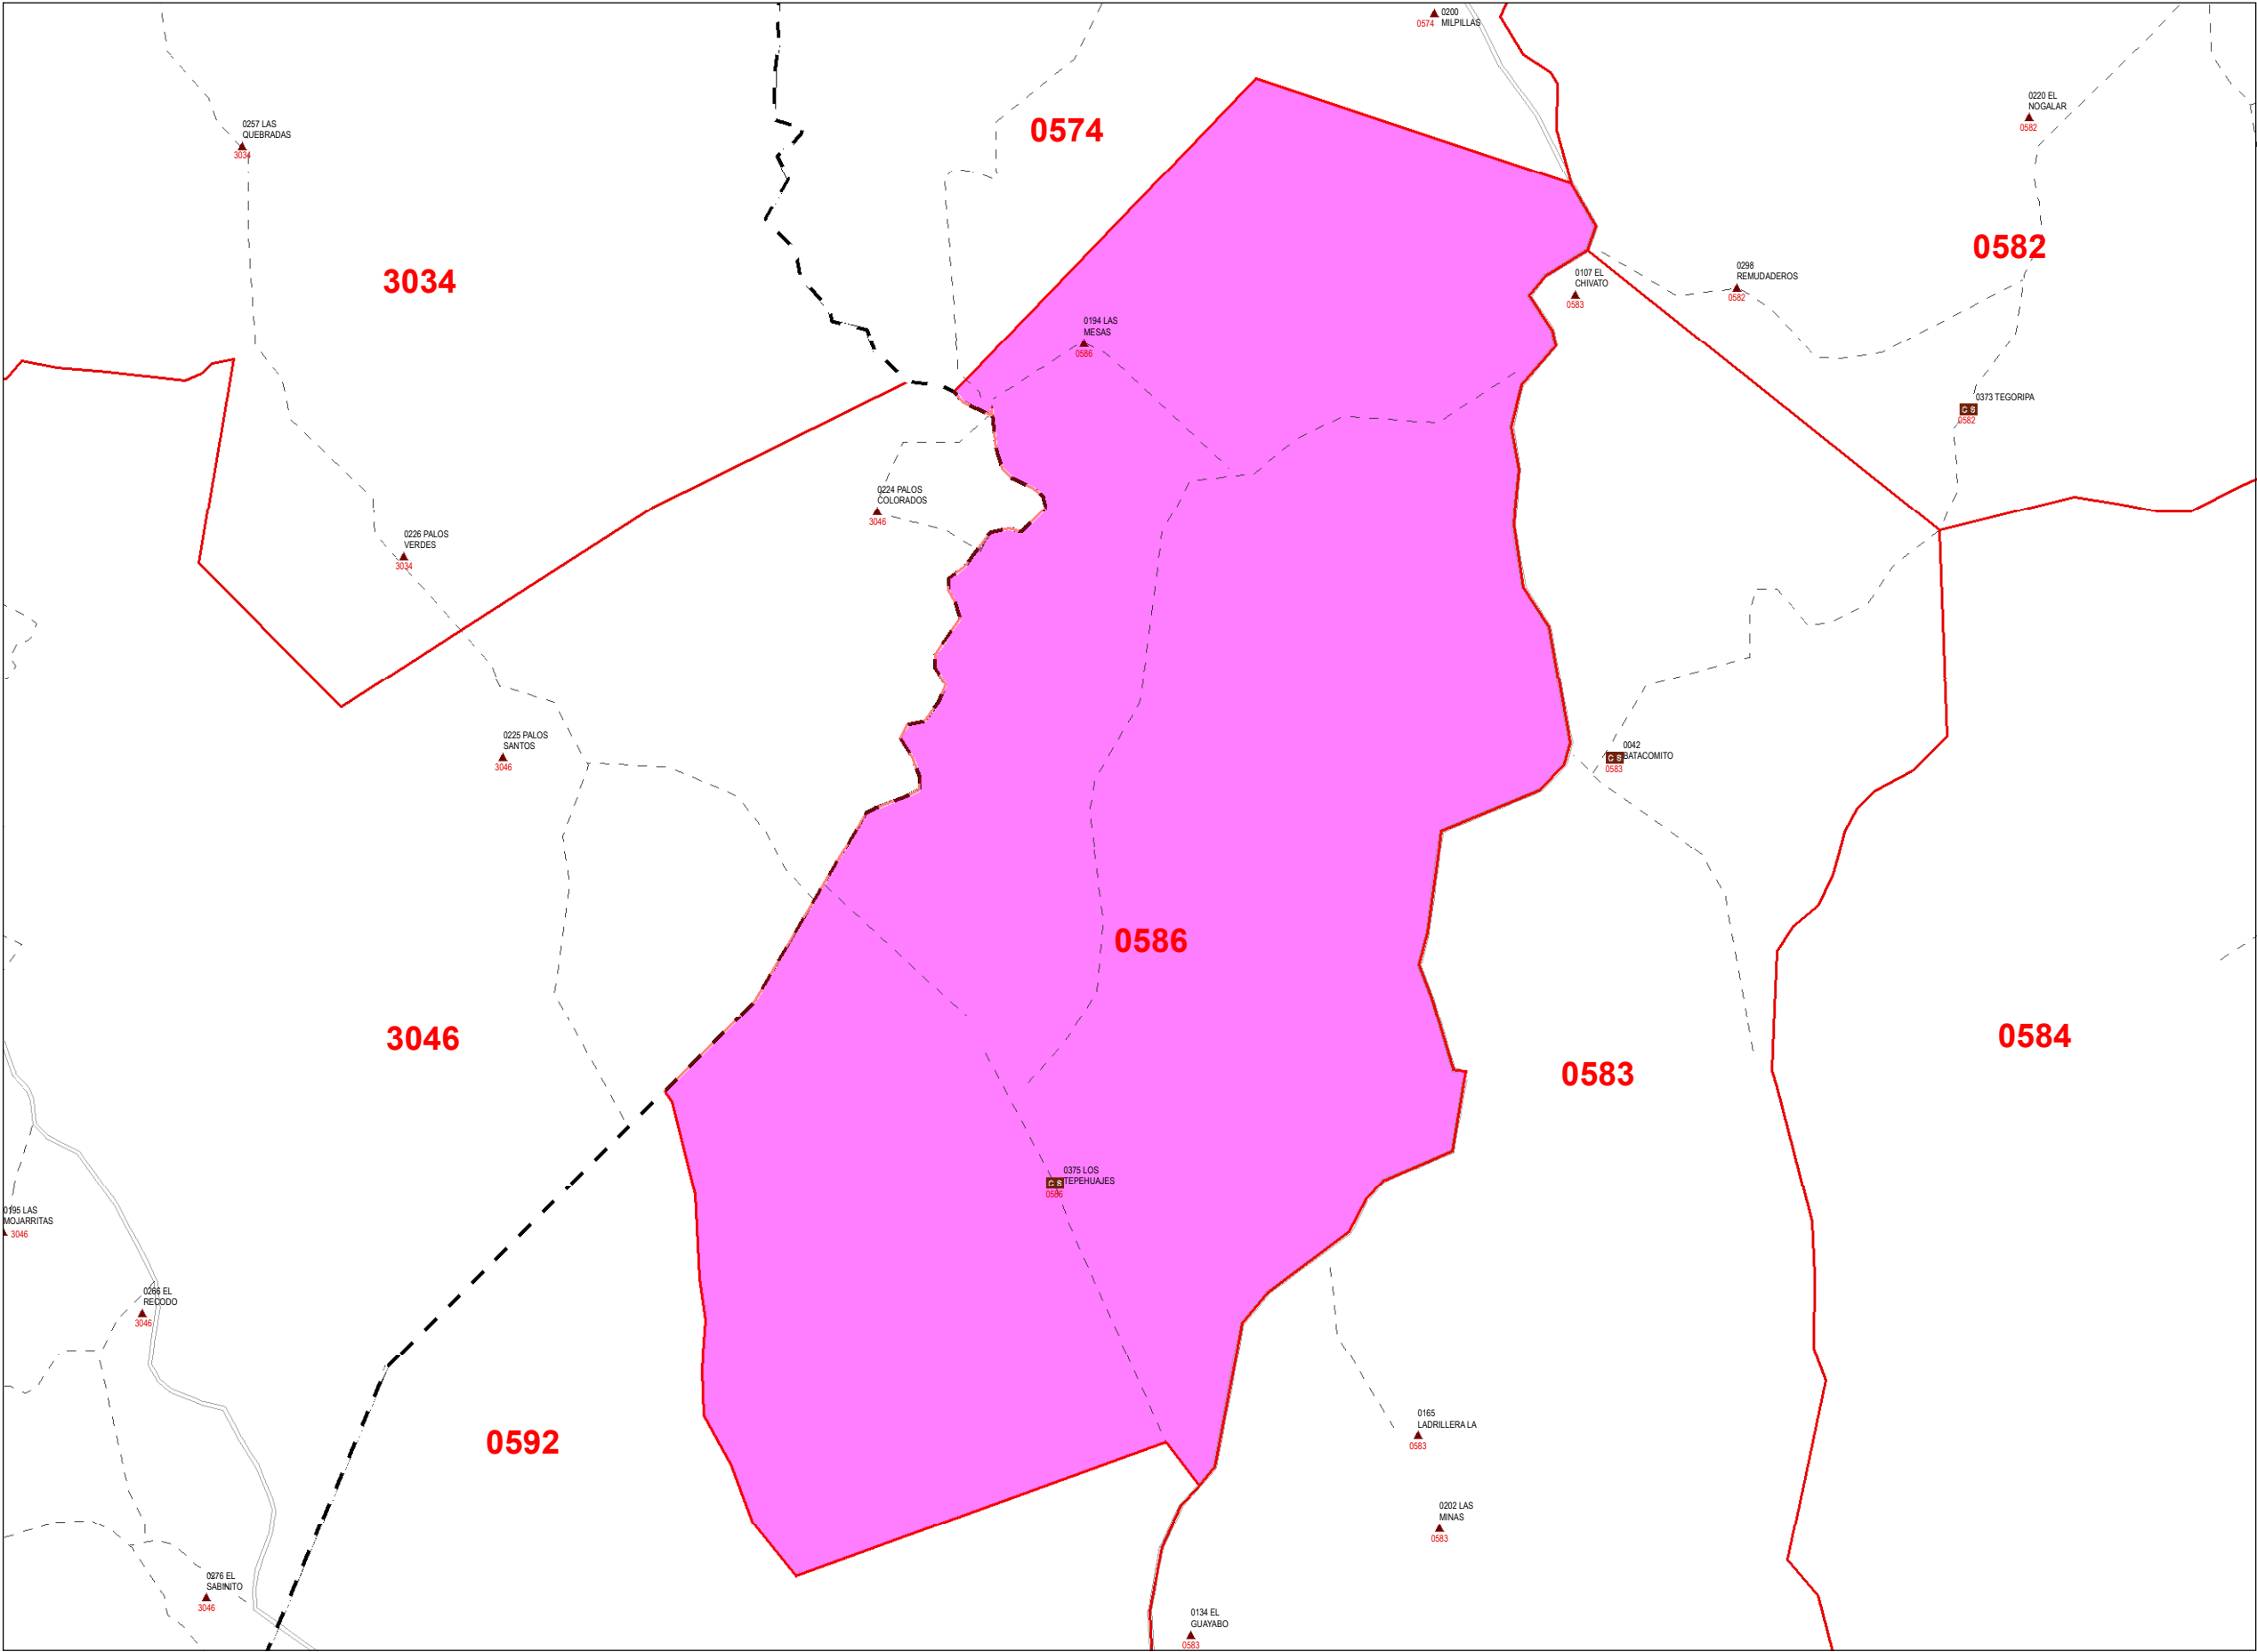 0200
MILPILLAS
0574
0220 EL
NOGALAR
0582
0257 LAS
QUEBRADAS
3034
0574
0582
3034
0298
REMUDADEROS
0582
0107 EL
CHIVATO
0583
0194 LAS
MESAS
0586
0373 TEGORIPA
C S
0582
0224 PALOS
COLORADOS
3046
0226 PALOS
VERDES
3034
0225 PALOS
SANTOS
3046
0042
C S BATACOMITO
0583
0586
3046
0584
0583
0375 LOS
C S TEPEHUAJES
0586
0195 LAS
MOJARRITAS
3046
0266 EL
RECODO
3046
0592
0165
LADRILLERA LA
0583
0202 LAS
MINAS
0583
0276 EL
SABINITO
3046
0134 EL
GUAYABO
0583